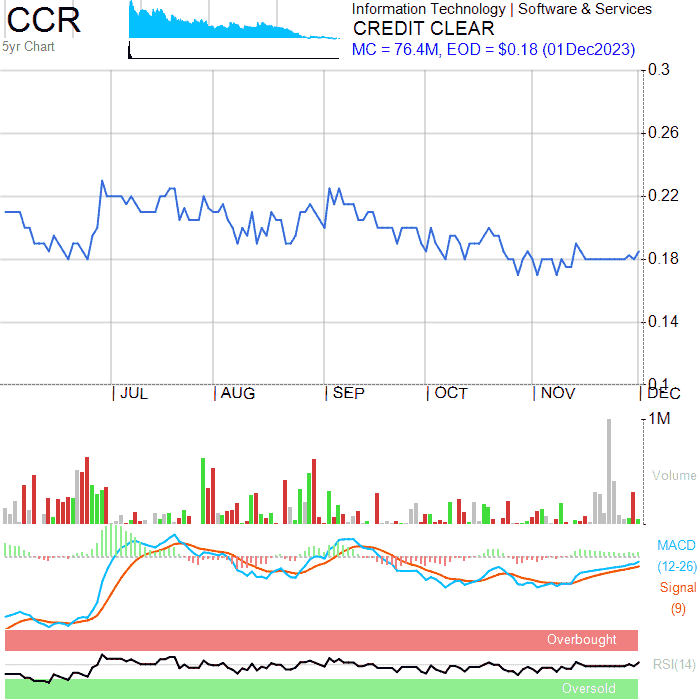 CCR
5yr Chart
Information Technology | Software & Services
CREDIT CLEAR
MC = 76.4M, EOD = $0.18 (01Dec2023)
0.3
0.26
0.22
0.18
0.14
0.1
| JUL | AUG | SEP | OCT | NOV | DEC
1M
Volume
MACD
(12-26)
Signal
(9)
Overbought
RSI(14)
Oversold